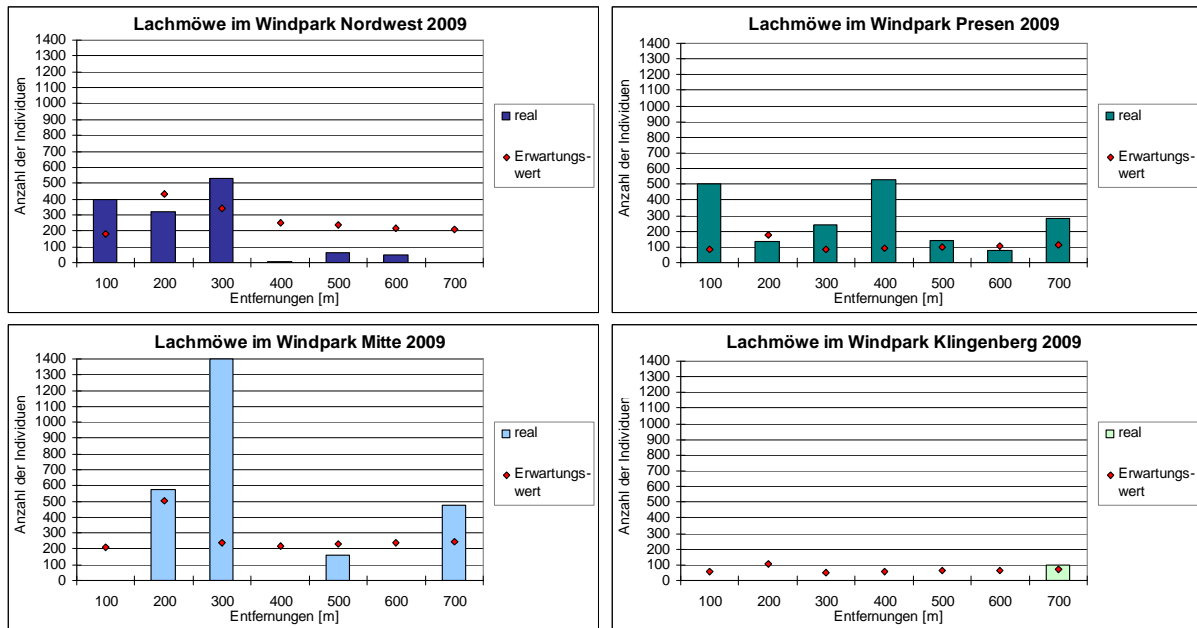 Lachmöwe im Windpark Nordwest 2009
Anzahl der Individuen
1400
1300
1200
1100
1000
900
800
700
600
500
400
300
200
100
0
100 200 300 400 500 600 700
Entfernungen [m]
real
Erwartungs-
wert
Lachmöwe im Windpark Presen 2009
Anzahl der Individuen
1400
1300
1200
1100
1000
900
800
700
600
500
400
300
200
100
0
100 200 300 400 500 600 700
Entfernungen [m]
real
Erwartungs-
wert
Lachmöwe im Windpark Mitte 2009
Anzahl der Individuen
1400
1300
1200
1100
1000
900
800
700
600
500
400
300
200
100
0
100 200 300 400 500 600 700
Entfernungen [m]
real
Erwartungs-
wert
Lachmöwe im Windpark Klingenberg 2009
Anzahl der Individuen
1400
1300
1200
1100
1000
900
800
700
600
500
400
300
200
100
0
100 200 300 400 500 600 700
Entfernungen [m]
real
Erwartungs-
wert